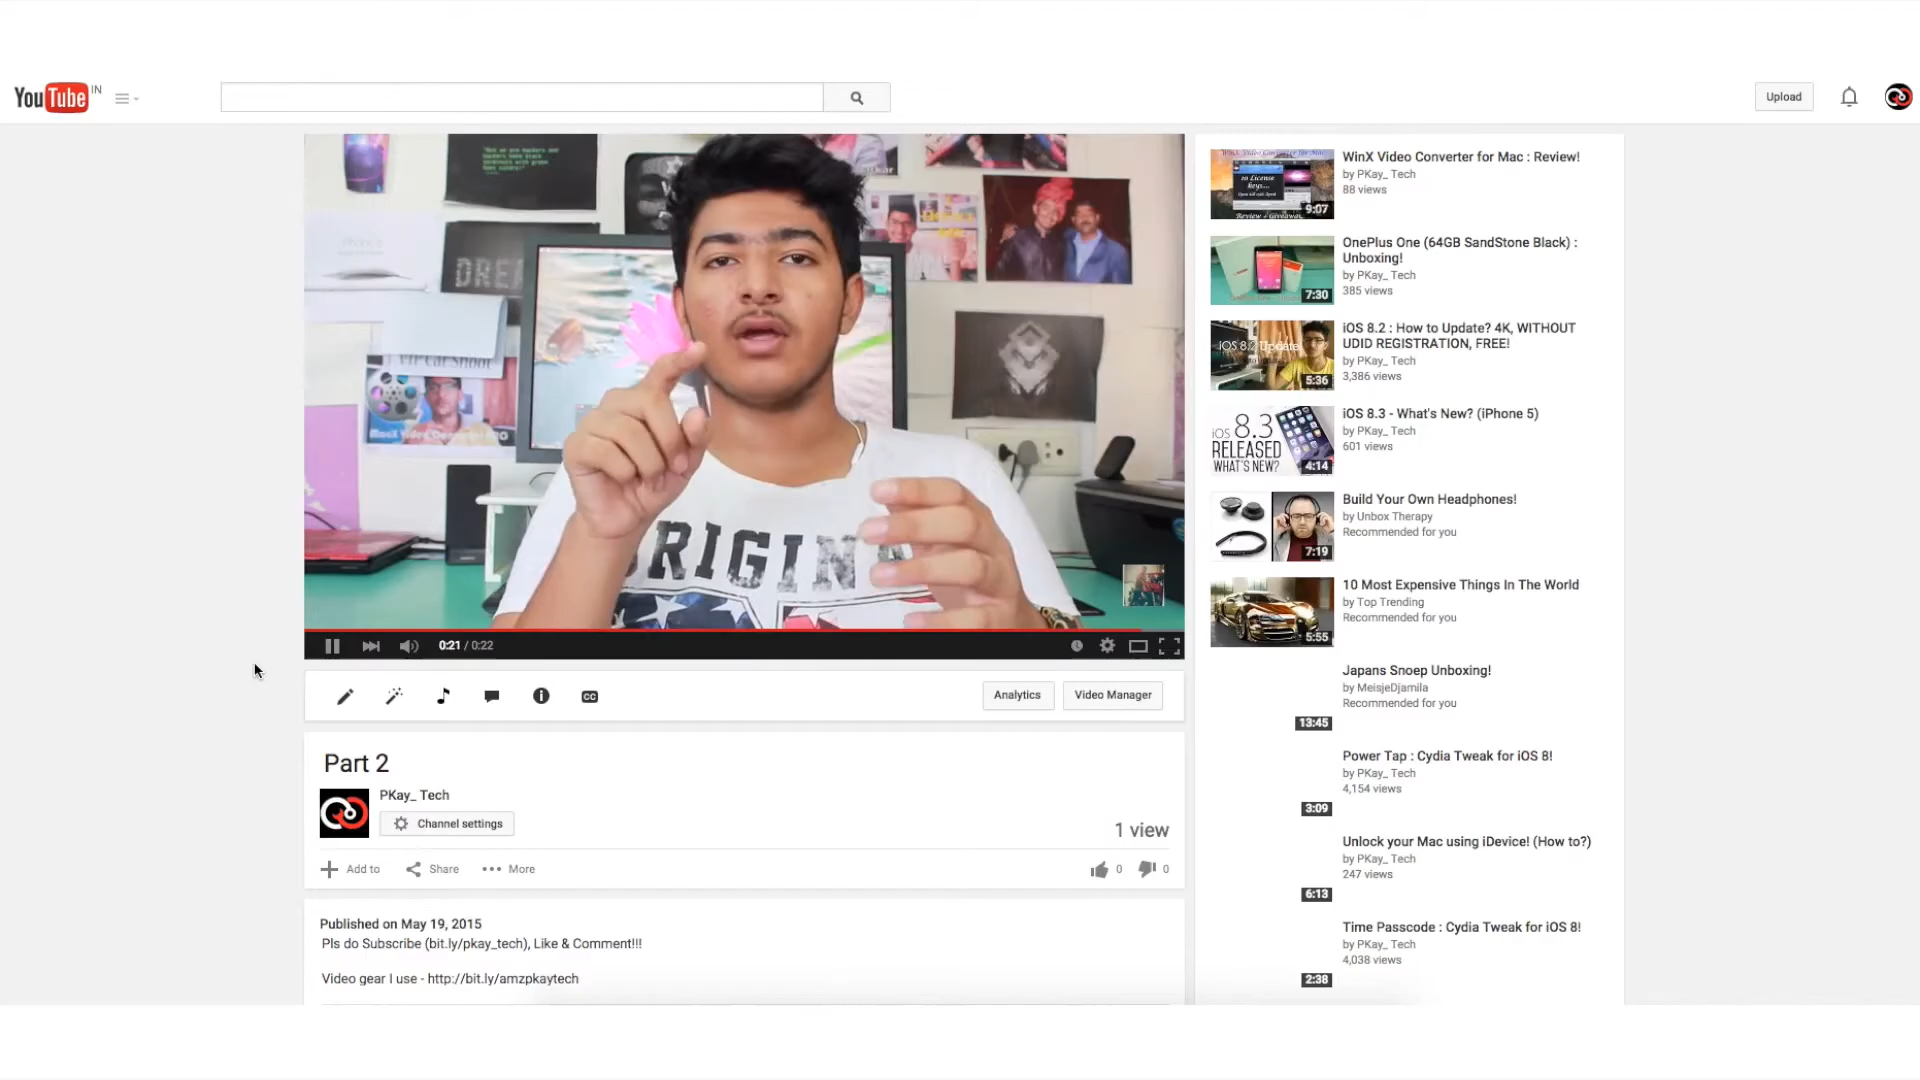 YouTube IN
Upload
ORIGINA
0:21 / 0:22
Analytics
Video Manager
CC
Part 2
PKay_ Tech
Channel settings
1 view
Add to
Share
More
0
0
Published on May 19, 2015
Pls do Subscribe (bit.ly/pkay_tech), Like & Comment!!!
Video gear I use - http://bit.ly/amzpkaytech
9:07
WinX Video Converter for Mac : Review!
by PKay_ Tech
88 views
7:30
OnePlus One (64GB SandStone Black) :
Unboxing!
by PKay_ Tech
385 views
iOS 8.2 Update
5:36
iOS 8.2 : How to Update? 4K, WITHOUT
UDID REGISTRATION, FREE!
by PKay_ Tech
3,386 views
iOS 8.3
RELEASED
WHAT'S NEW?
4:14
iOS 8.3 - What's New? (iPhone 5)
by PKay_ Tech
601 views
7:19
Build Your Own Headphones!
by Unbox Therapy
Recommended for you
5:55
10 Most Expensive Things In The World
by Top Trending
Recommended for you
13:45
Japans Snoep Unboxing!
by MeisjeDjamila
Recommended for you
3:09
Power Tap : Cydia Tweak for iOS 8!
by PKay_ Tech
4,154 views
6:13
Unlock your Mac using iDevice! (How to?)
by PKay_ Tech
247 views
2:38
Time Passcode : Cydia Tweak for iOS 8!
by PKay_ Tech
4,038 views